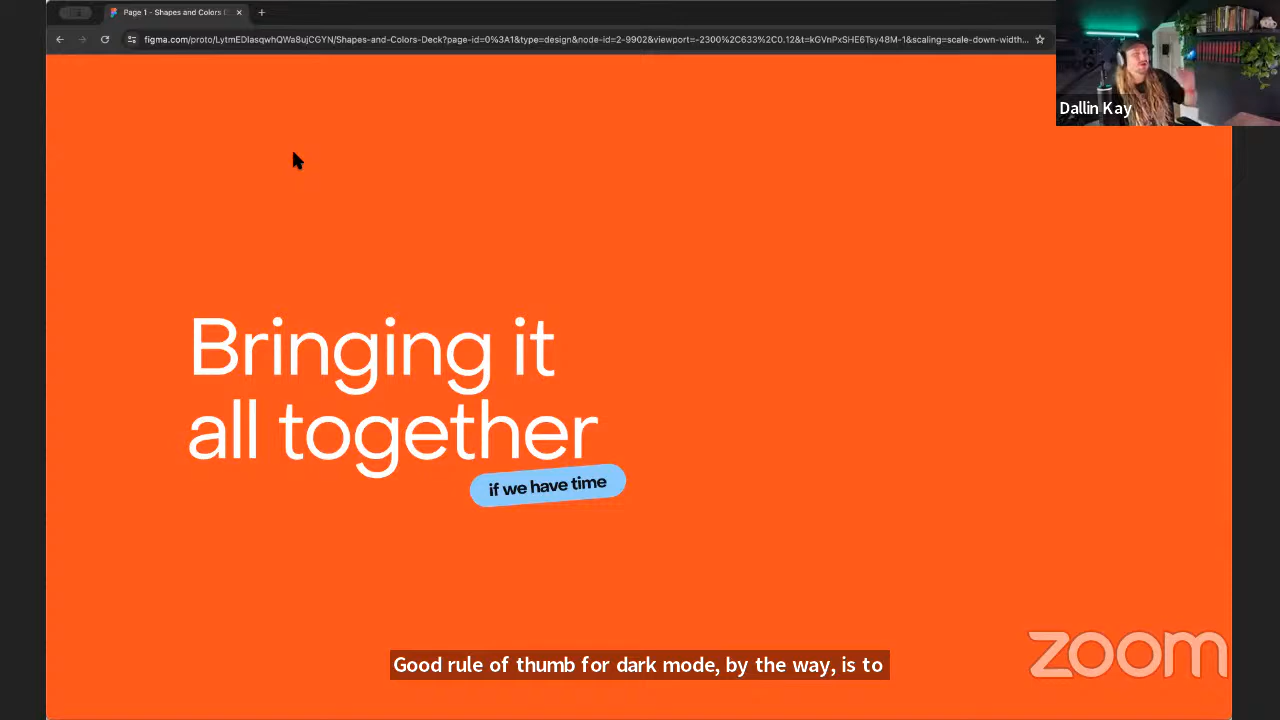 Page 1 - Shapes and Colors D
figma.com/proto/LytmEDIasqwhQWa8ujCGYN/Shapes-and-Colors-Deck?page-id=0%3A1&type=design&node-id=2-9902&viewport=-2300%2C633%2C0.12&t=kGVnPxSHE6Tsy48M-1&scaling=scale-down-width...
Dallin Kay
Bringing it
all together
if we have time
Good rule of thumb for dark mode, by the way, is to
zoom